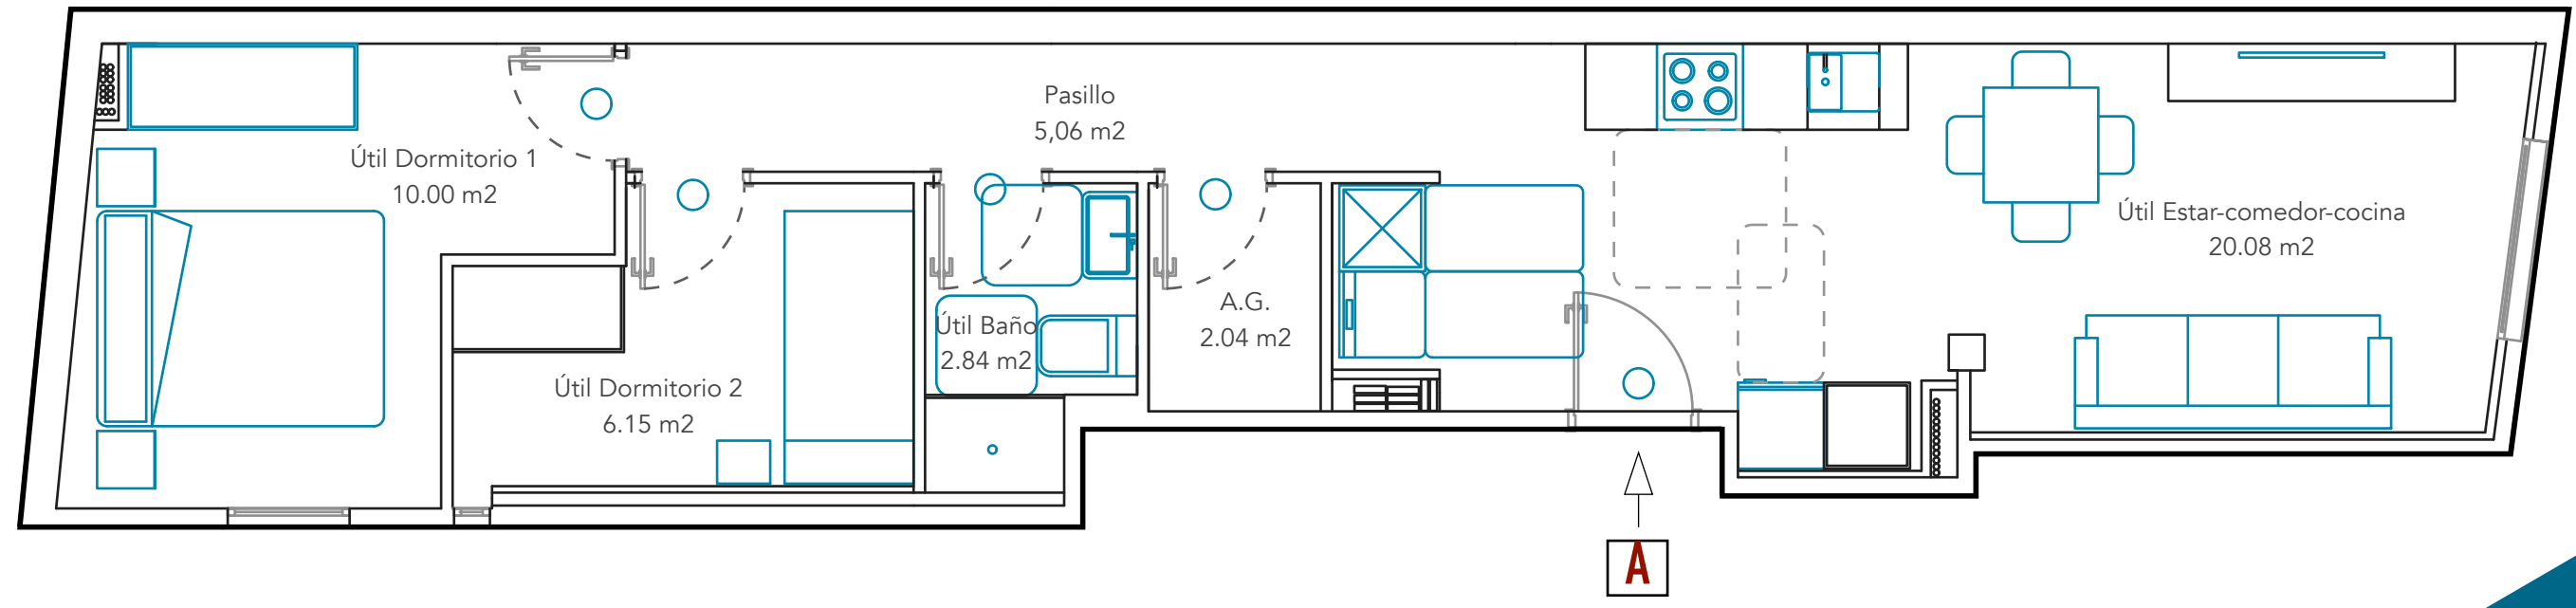 Pasillo
5,06 m2
Útil Dormitorio 1
10.00 m2
Útil Estar-comedor-cocina
20.08 m2
A.G.
2.04 m2
Útil Baño
2.84 m2
Útil Dormitorio 2
6.15 m2
A